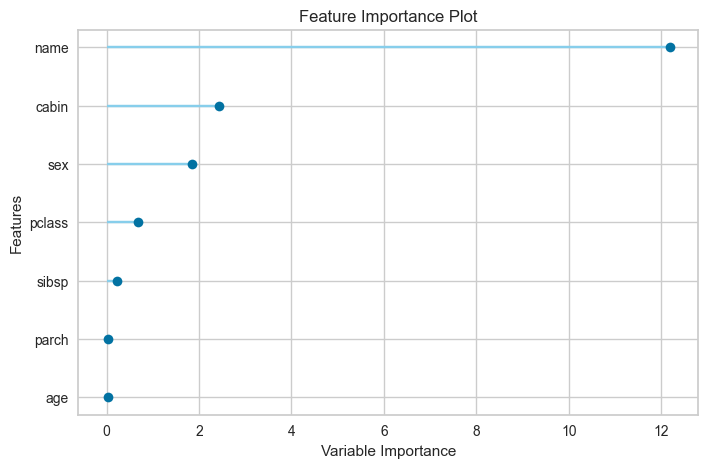 Feature Importance Plot
name
cabin
sex
pclass
sibsp
parch
age
Features
0 2 4 6 8 10 12
Variable Importance